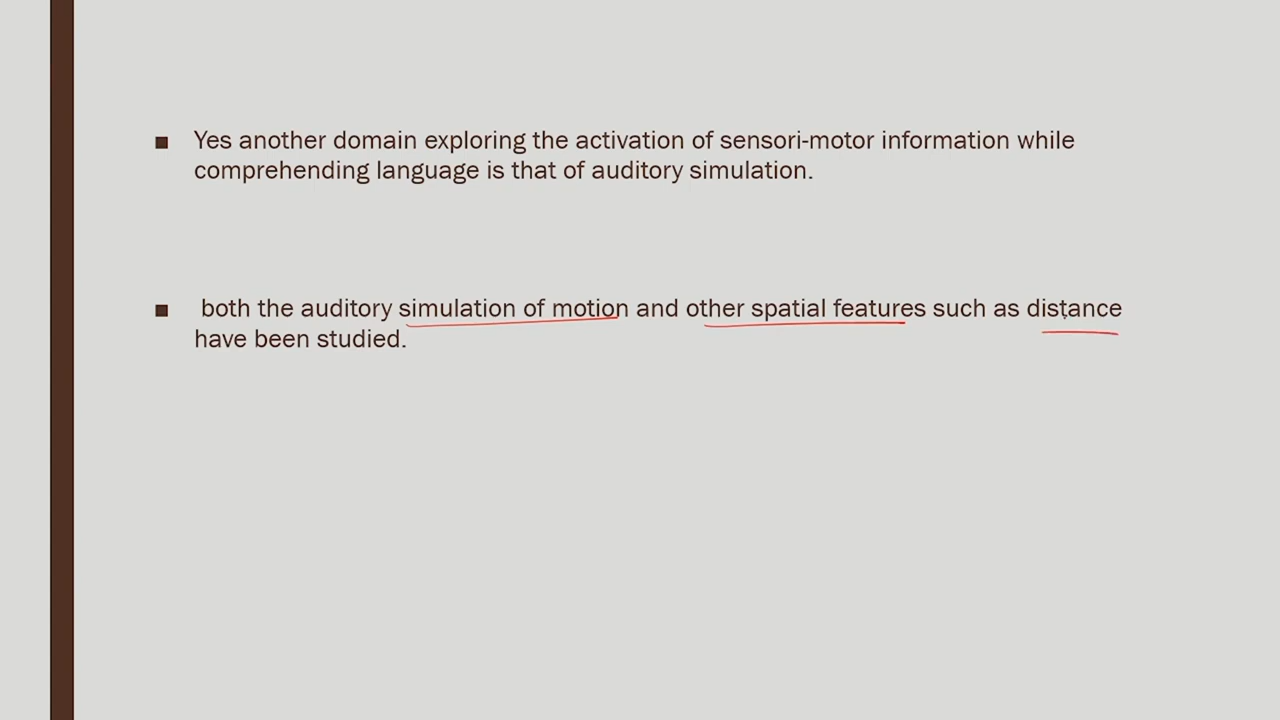 ■ Yes another domain exploring the activation of sensori-motor information while
comprehending language is that of auditory simulation.
■ both the auditory simulation of motion and other spatial features such as distance
have been studied.